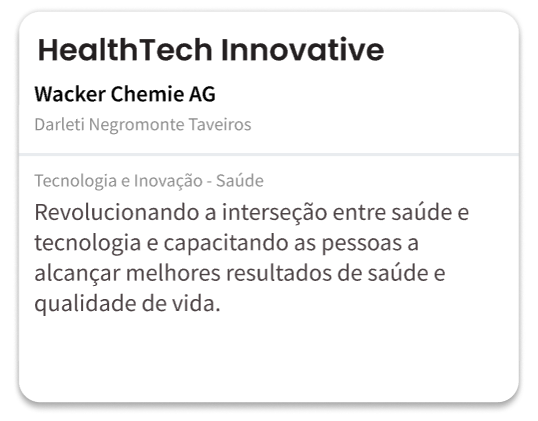 HealthTech Innovative
Wacker Chemie AG
Darleti Negromonte Taveiros
Tecnologia e Inovação - Saúde
Revolucionando a interseção entre saúde e
tecnologia e capacitando as pessoas a
alcançar melhores resultados de saúde e
qualidade de vida.